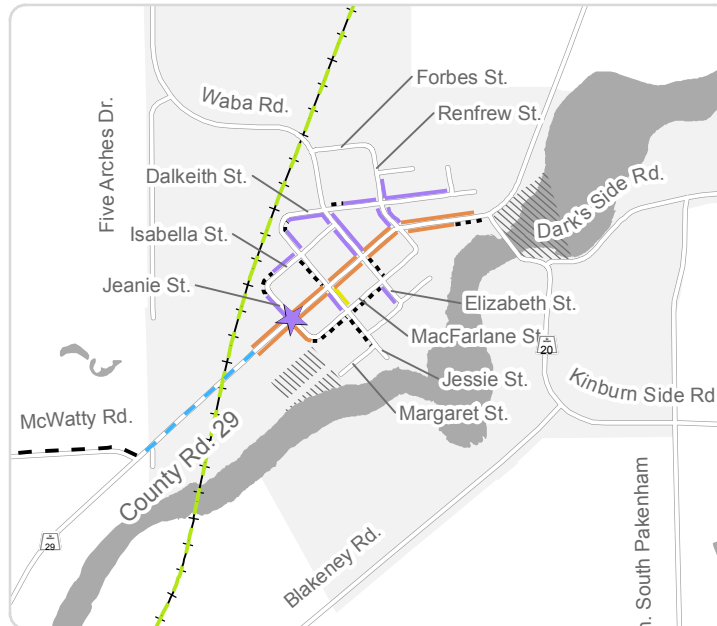 Forbes St.
Waba Rd.
Renfrew St.
Five Arches Dr.
Dalkeith St.
Dark's Side Rd.
Isabella St.
Jeanie St.
Elizabeth St.
MacFarlane St.
20
Jessie St.
Kinburn Side Rd
Margaret St.
McWatty Rd.
County Rd. 29
29
Blakeney Rd.
n. South Pakenham